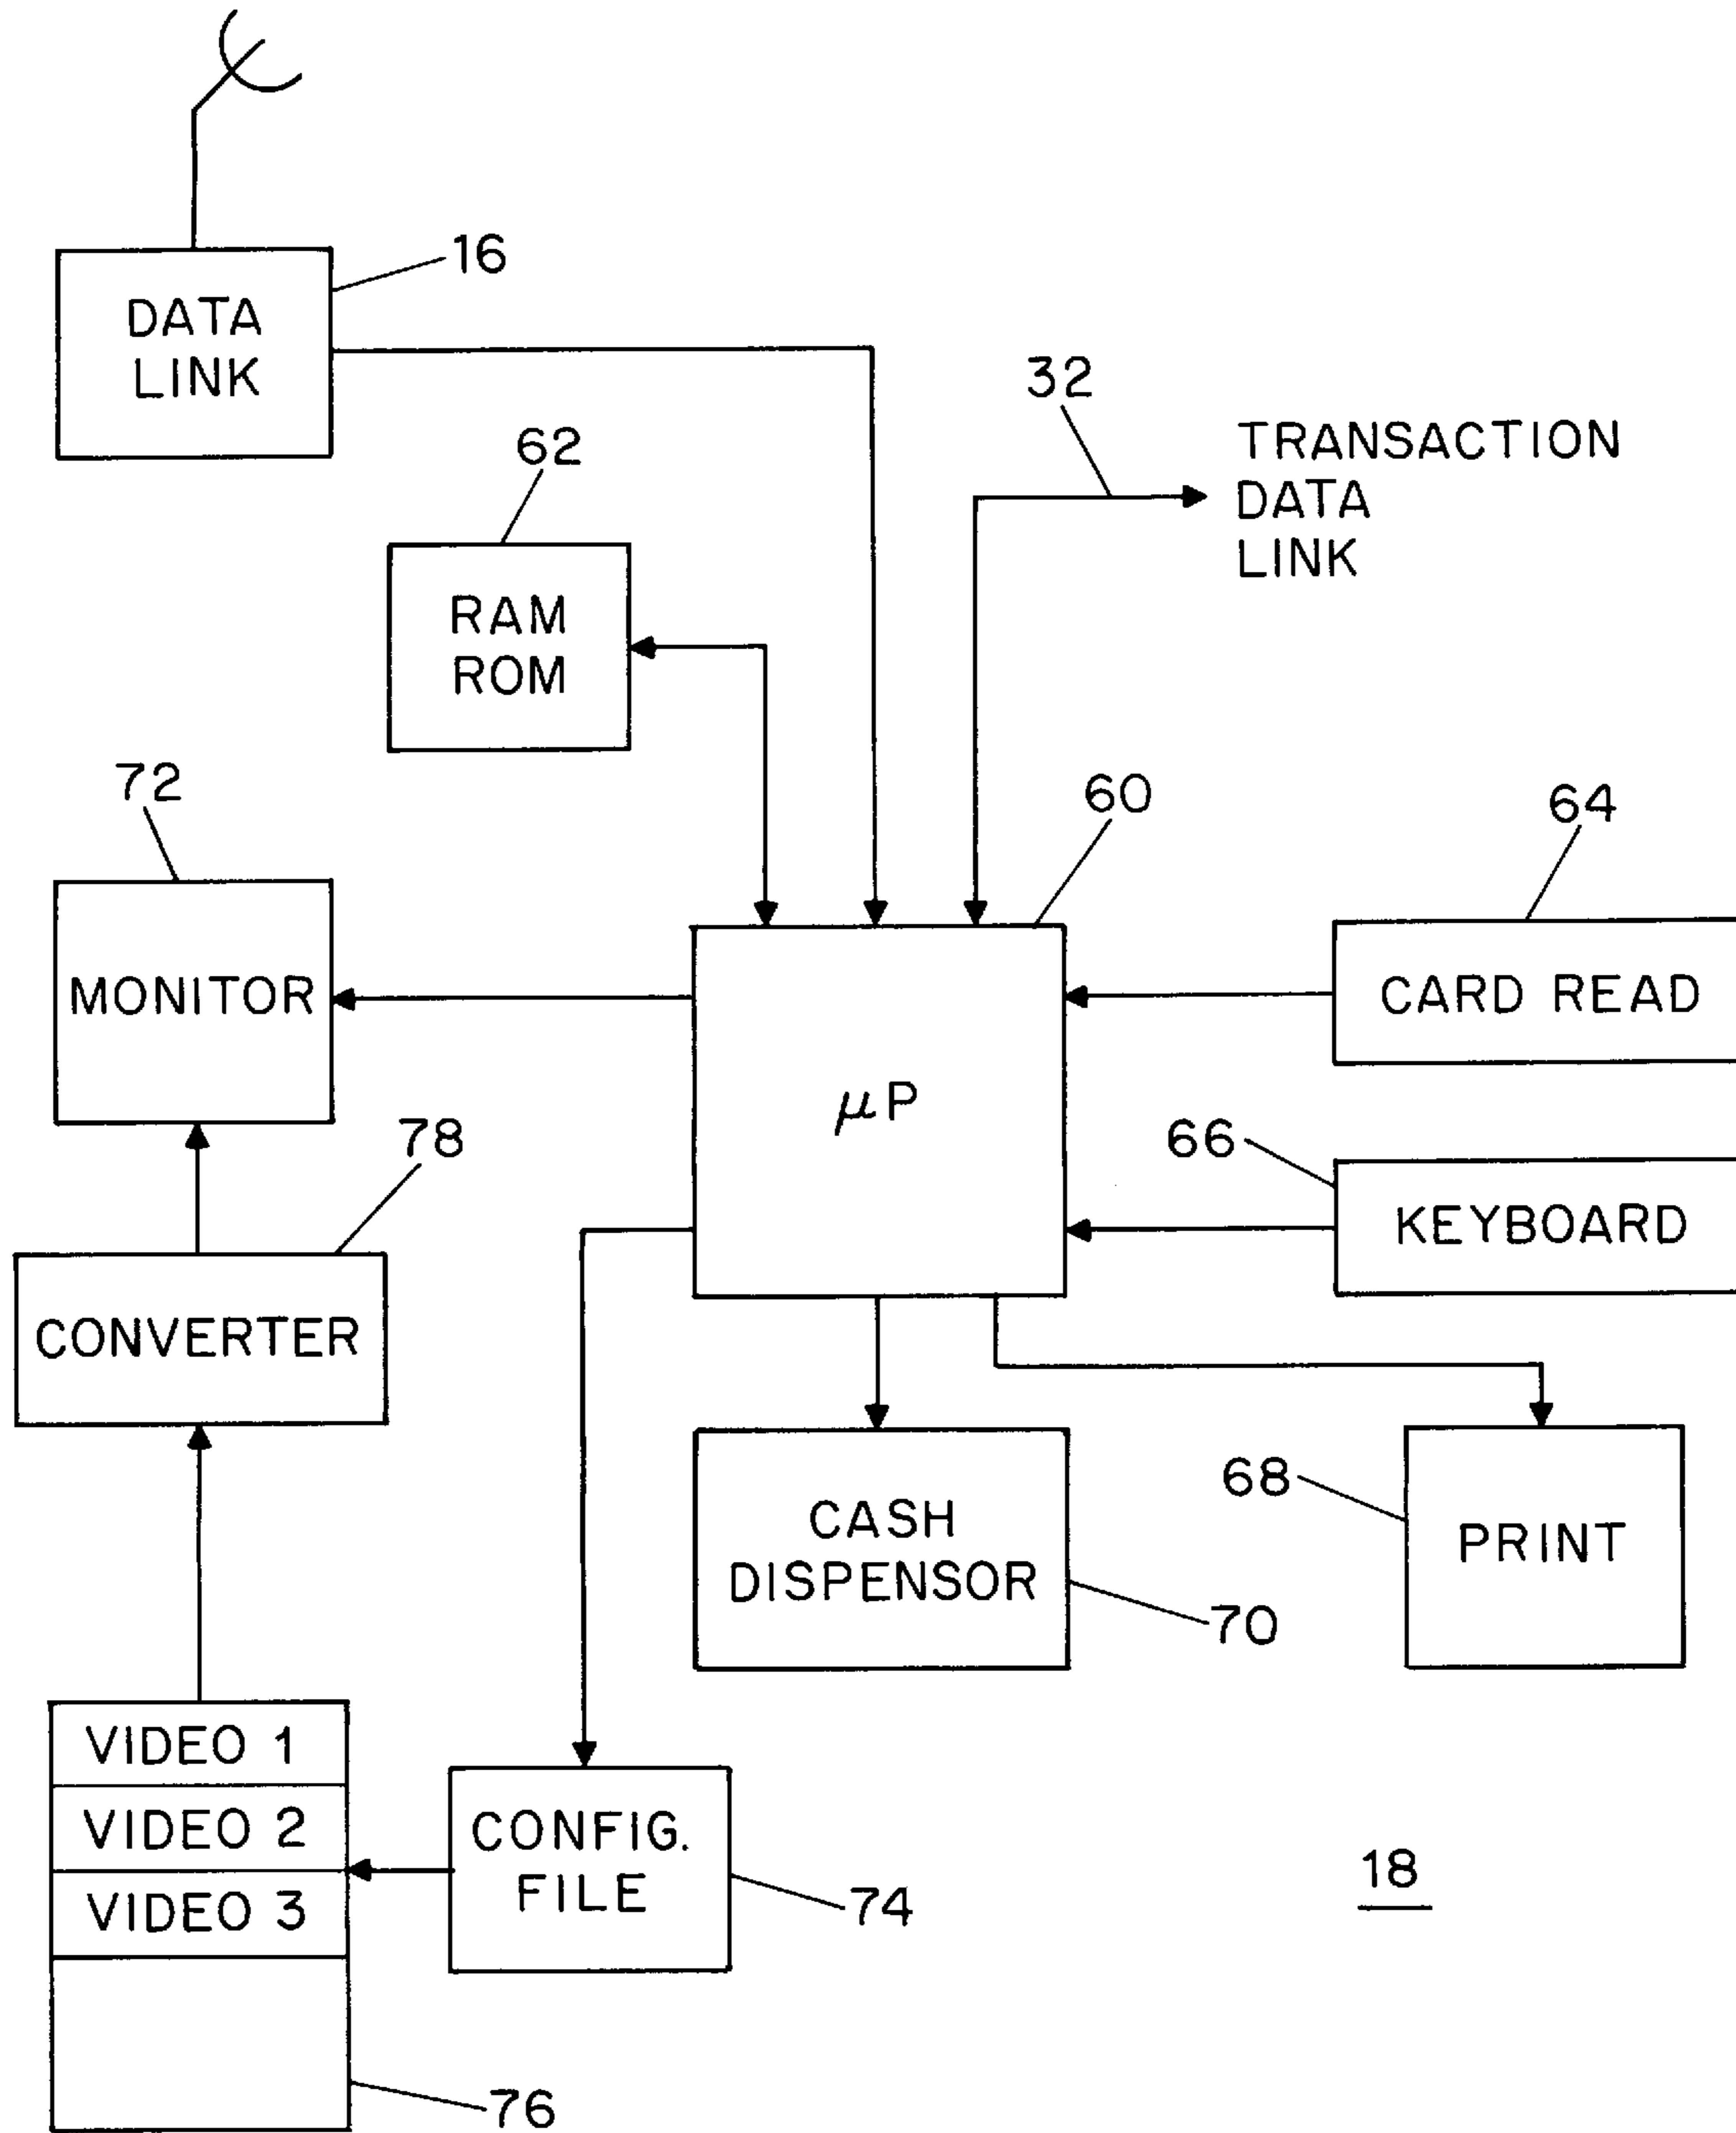 16
DATA
LINK
32
TRANSACTION
DATA
LINK
62
RAM
ROM
72
60
64
MONITOR
CARD READ
μP
78
66
KEYBOARD
CONVERTER
CASH
DISPENSOR
70
68
PRINT
VIDEO 1
VIDEO 2
VIDEO 3
CONFIG.
FILE
74
18
76